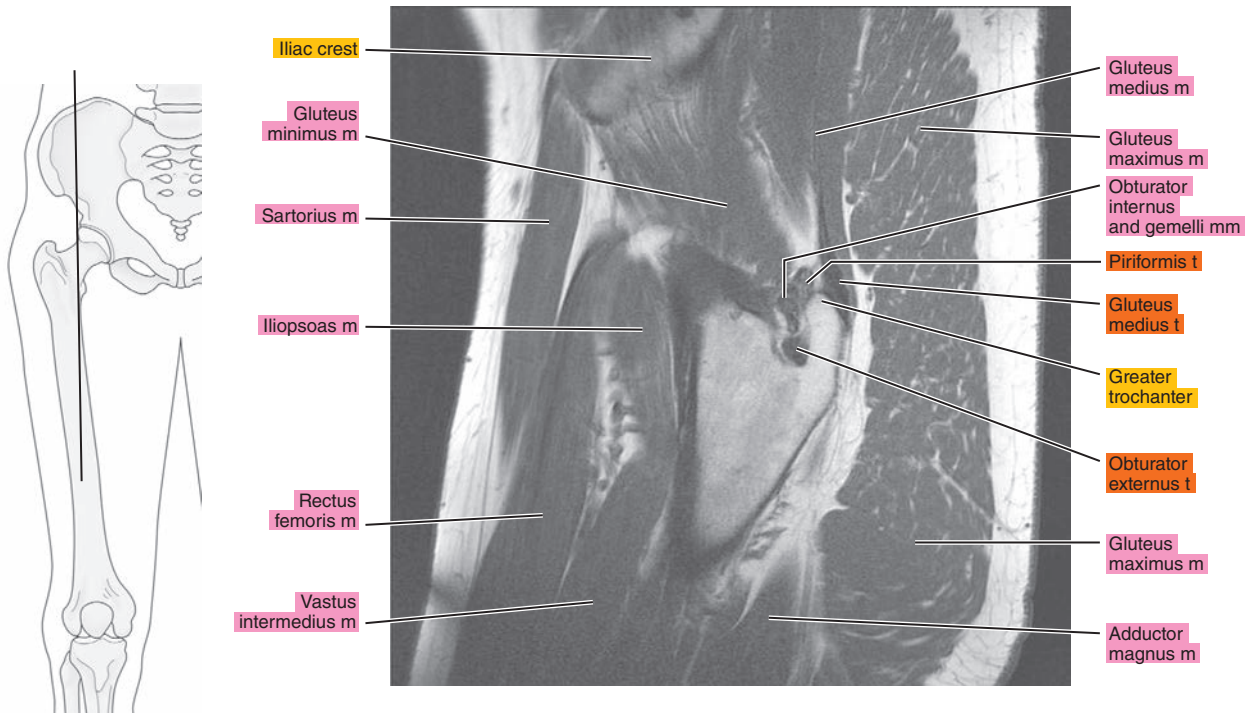 Iliac crest
Gluteus
minimus m
Sartorius m
Iliopsoas m
Rectus
femoris m
Vastus
intermedius m
Gluteus
medius m
Gluteus
maximus m
Obturator
internus
and gemelli mm
Piriformis t
Gluteus
medius t
Greater
trochanter
Obturator
externus t
Gluteus
maximus m
Adductor
magnus m